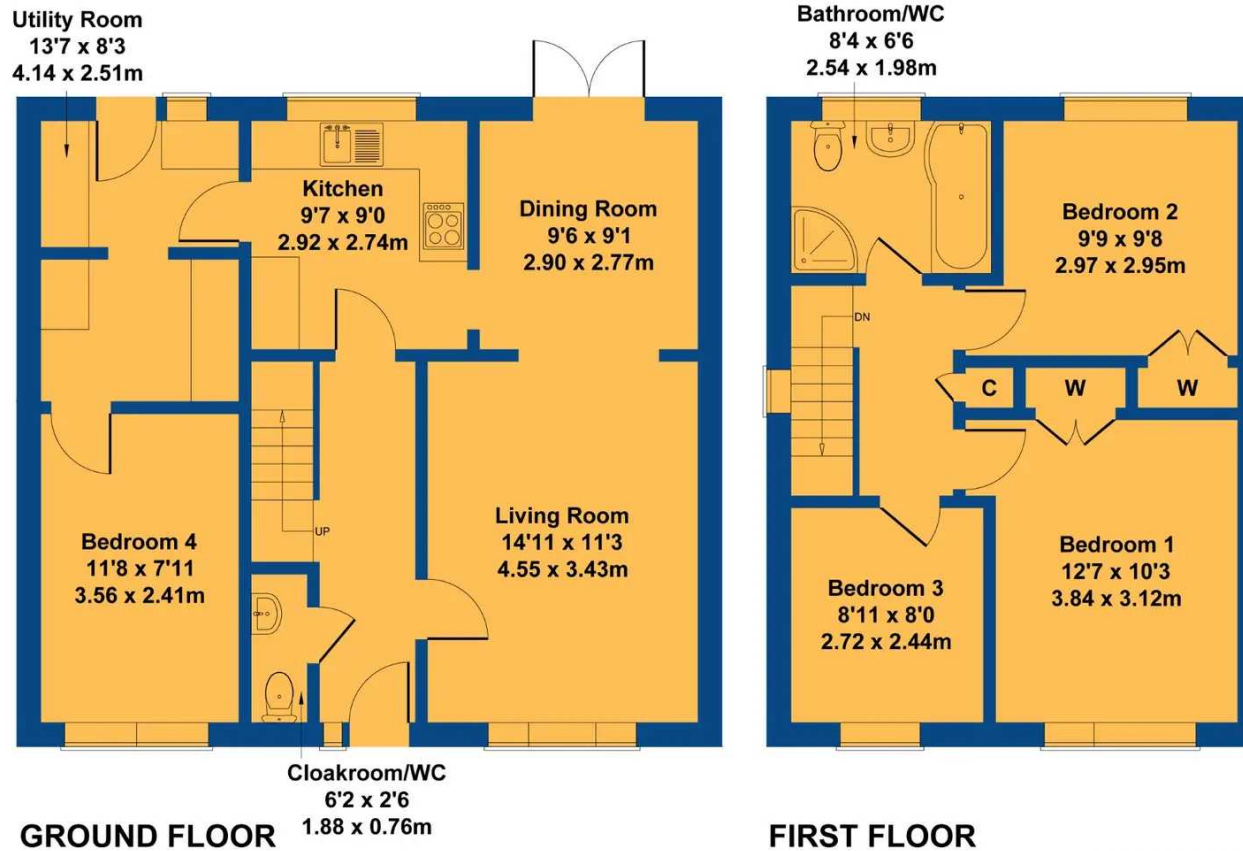 Utility Room
13'7 x 8'3
4.14 x 2.51m
Kitchen
9'7 x 9'0
2.92 x 2.74m
Dining Room
9'6 x 9'1
2.90 x 2.77m
UP
Living Room
14'11 x 11'3
4.55 x 3.43m
Bedroom 4
11'8 x 7'11
3.56 x 2.41m
Cloakroom/WC
6'2 x 2'6
1.88 x 0.76m
GROUND FLOOR
Bathroom/WC
8'4 x 6'6
2.54 x 1.98m
Bedroom 2
9'9 x 9'8
2.97 x 2.95m
DN
C
W
W
Bedroom 1
12'7 x 10'3
3.84 x 3.12m
Bedroom 3
8'11 x 8'0
2.72 x 2.44m
FIRST FLOOR